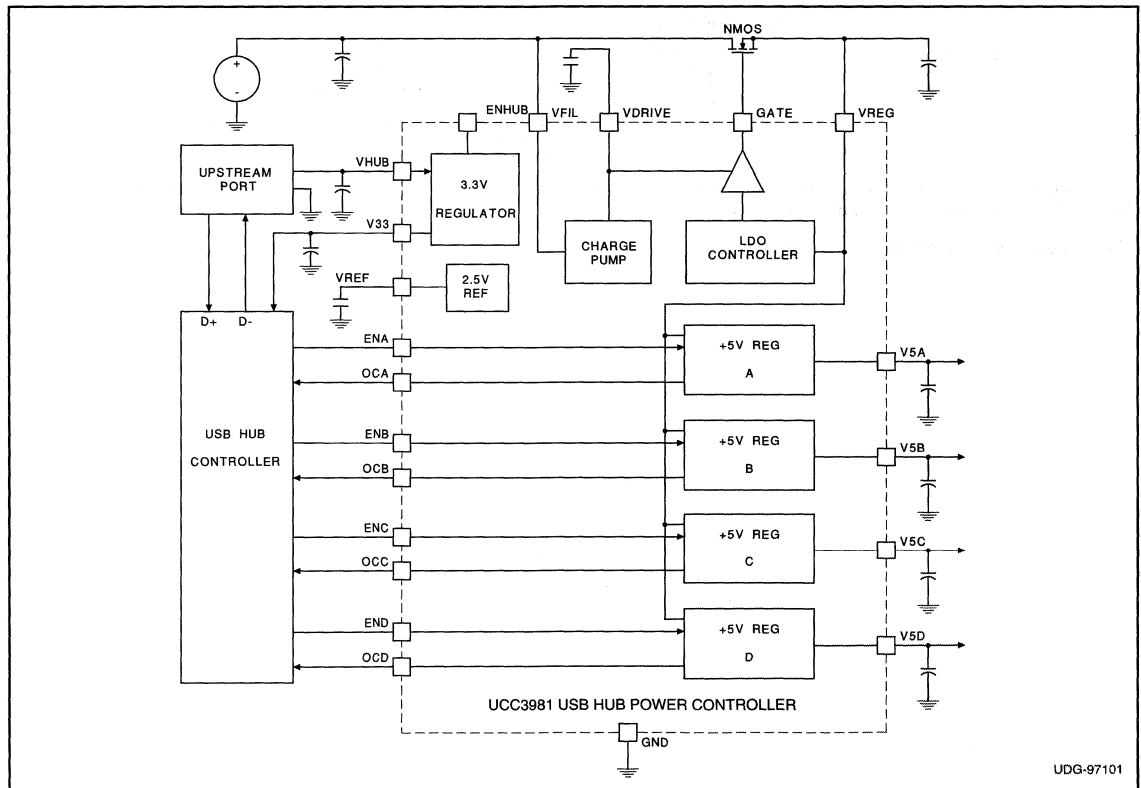 NMOS
+
-
ENHUB
VFIL
VDRIVE
GATE
VREG
UPSTREAM
PORT
VHUB
3.3V
REGULATOR
V33
CHARGE
PUMP
LDO
CONTROLLER
VREF
2.5V
REF
D+
D-
ENA
OCA
+5V REG
A
V5A
USB HUB
CONTROLLER
ENB
OCB
+5V REG
B
V5B
ENC
OCC
+5V REG
C
V5C
END
OCD
+5V REG
D
V5D
UCC3981 USB HUB POWER CONTROLLER
GND
UDG-97101